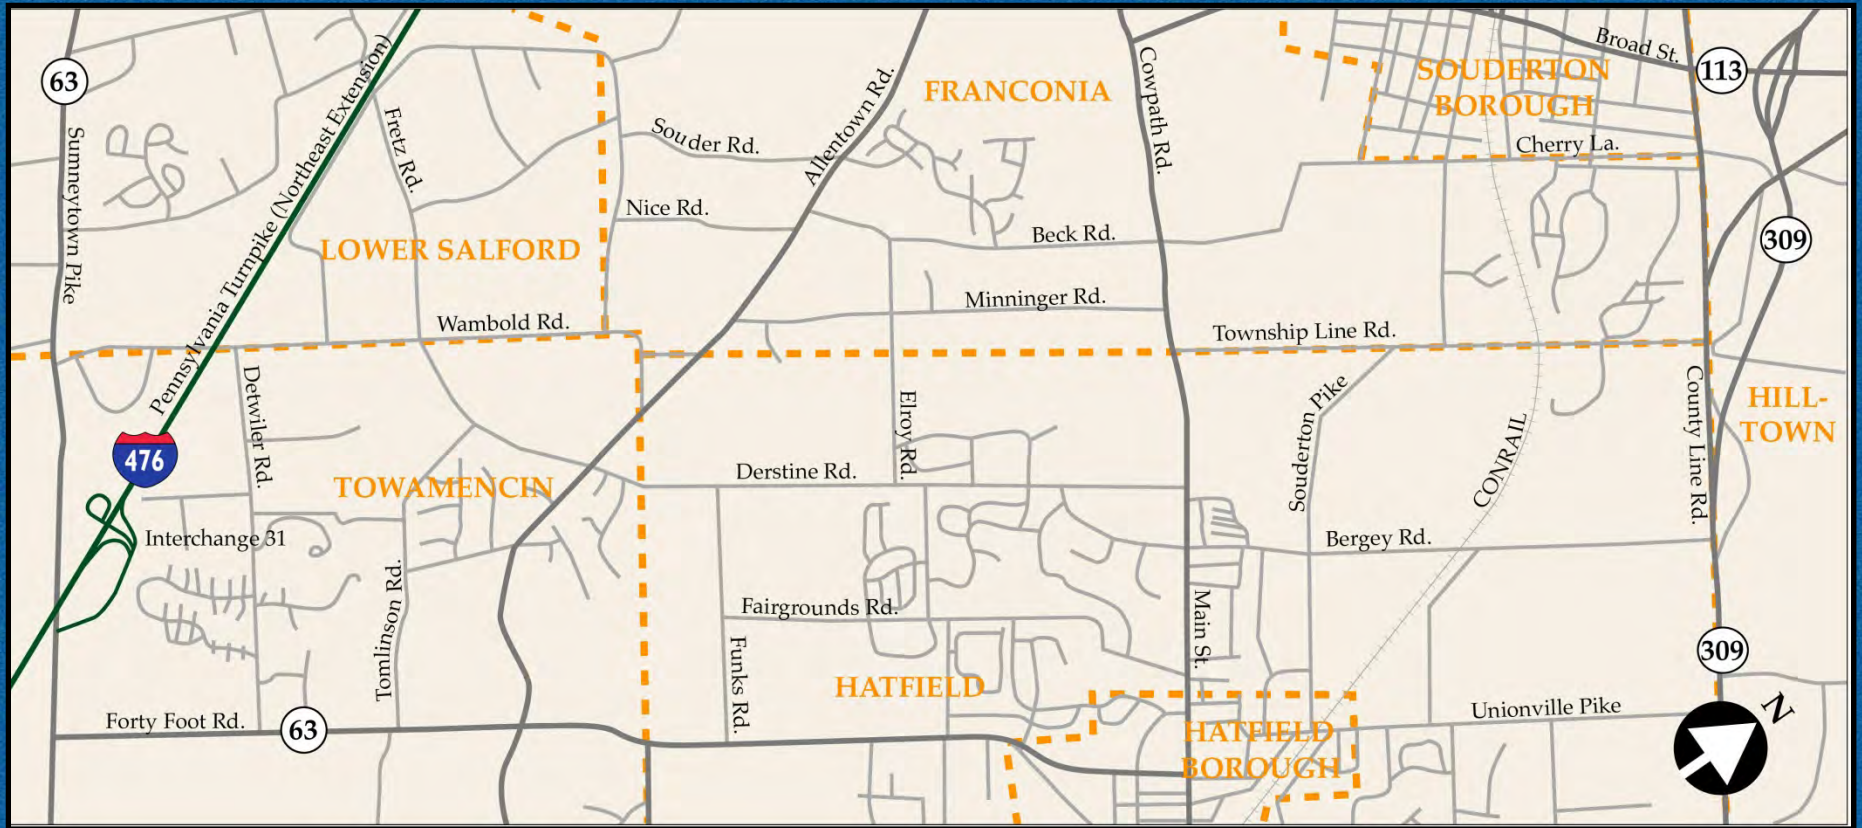 63
Sumneytown Pike
Pennsylvania Turnpike (Northeast Extension)
Fretz Rd.
LOWER SALFORD
Souder Rd.
Allentown Rd.
FRANCONIA
Cowpath Rd.
Broad St.
113
SOUDERTON
BOROUGH
Cherry La.
Nice Rd.
Beck Rd.
309
Minninger Rd.
Wambold Rd.
Township Line Rd.
Detwiler Rd.
476
TOWAMENCIN
Elroy Rd.
Derstine Rd.
Souderton Pike
CONRAIL
County Line Rd.
HILL-
TOWN
Interchange 31
Bergey Rd.
Tomlinson Rd.
Fairgrounds Rd.
Funks Rd.
Main St.
HATFIELD
309
Forty Foot Rd.
63
HATFIELD
BOROUGH
Unionville Pike
N